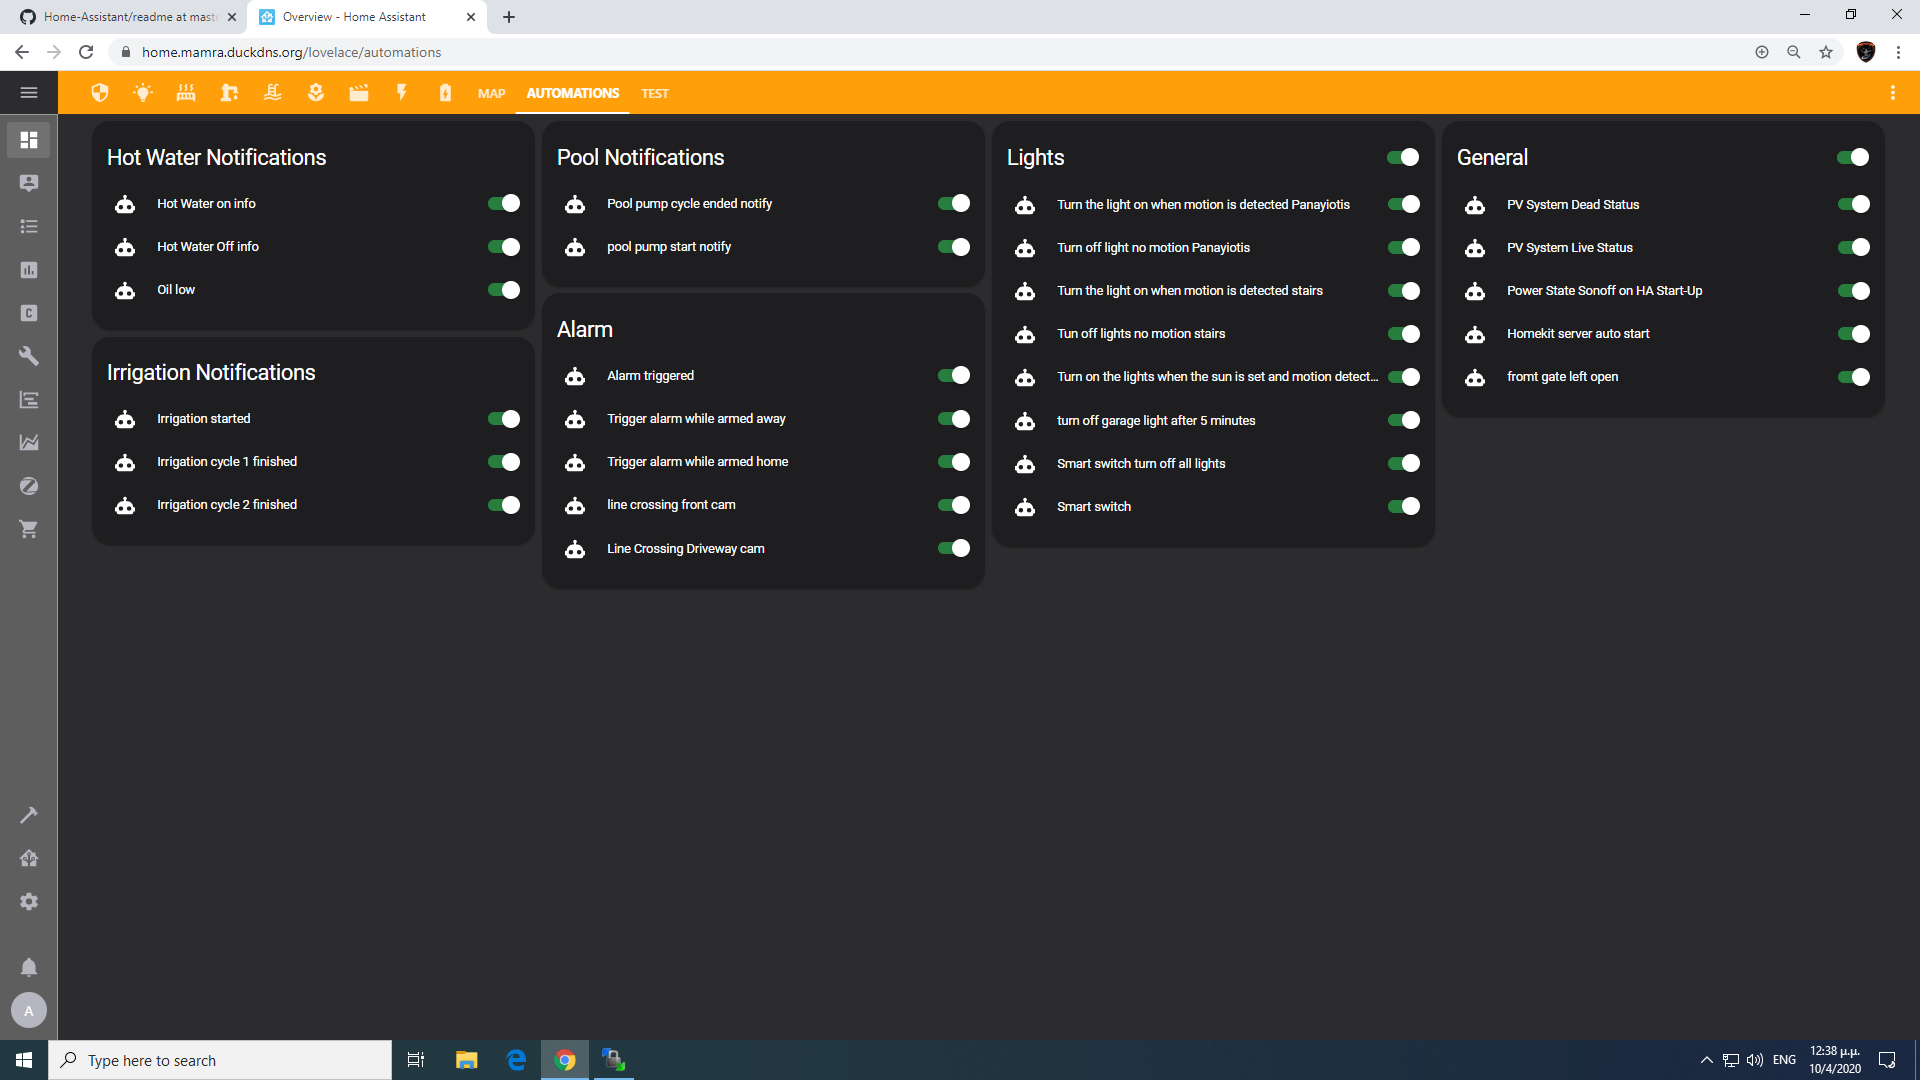 Home-Assistant/readme at maste
Overview - Home Assistant
home.mamra.duckdns.org/lovelace/automations
MAP
AUTOMATIONS
TEST
Hot Water Notifications
Hot Water on info
Hot Water Off info
Oil low
Irrigation Notifications
Irrigation started
Irrigation cycle 1 finished
Irrigation cycle 2 finished
Pool Notifications
Pool pump cycle ended notify
pool pump start notify
Alarm
Alarm triggered
Trigger alarm while armed away
Trigger alarm while armed home
line crossing front cam
Line Crossing Driveway cam
Lights
Turn the light on when motion is detected Panayiotis
Turn off light no motion Panayiotis
Turn the light on when motion is detected stairs
Tun off lights no motion stairs
Turn on the lights when the sun is set and motion detect...
turn off garage light after 5 minutes
Smart switch turn off all lights
Smart switch
General
PV System Dead Status
PV System Live Status
Power State Sonoff on HA Start-Up
Homekit server auto start
fromt gate left open
C
A
Type here to search
ENG
12:38 μ.μ.
10/4/2020